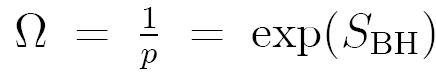 Ω = 1/p = exp(S_BH)